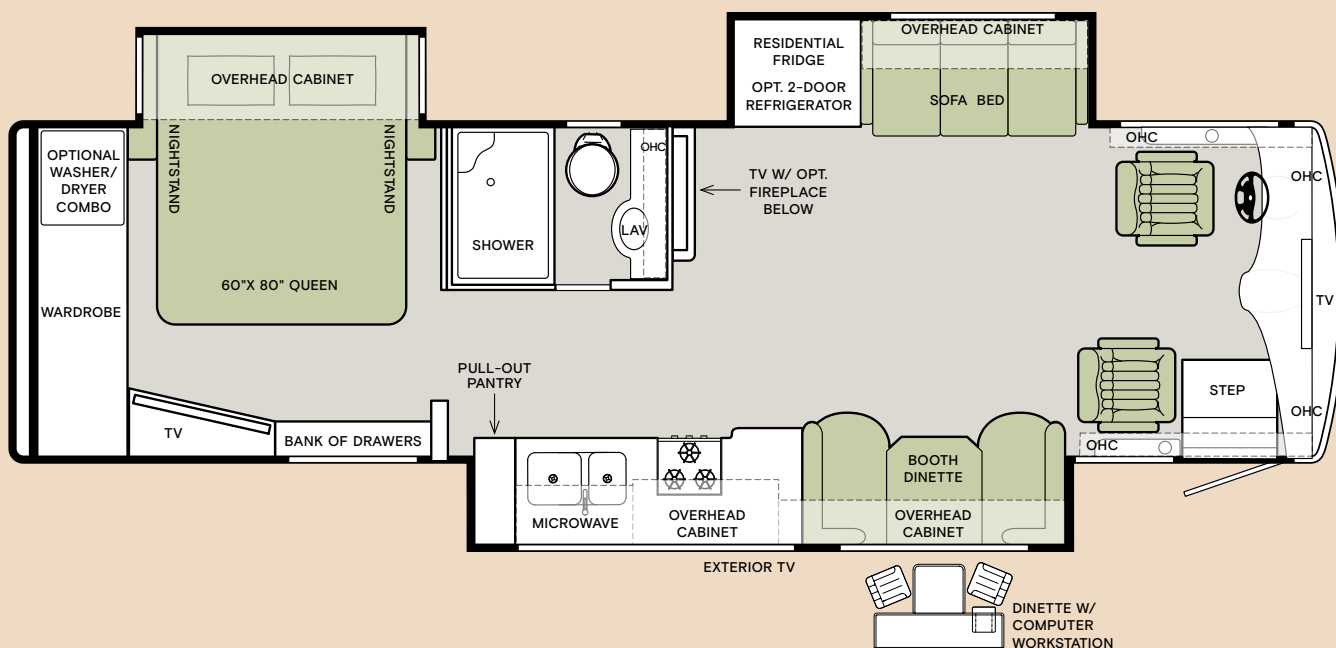 OVERHEAD CABINET
NIGHTSTAND
NIGHTSTAND
60"X 80" QUEEN
OPTIONAL
WASHER/
DRYER
COMBO
WARDROBE
TV
BANK OF DRAWERS
SHOWER
OHC
LAV
TV W/ OPT.
FIREPLACE
BELOW
RESIDENTIAL
FRIDGE
OPT. 2-DOOR
REFRIGERATOR
OVERHEAD CABINET
SOFA BED
OHC
OHC
TV
STEP
OHC
OHC
PULL-OUT
PANTRY
MICROWAVE
OVERHEAD
CABINET
BOOTH
DINETTE
OVERHEAD
CABINET
EXTERIOR TV
DINETTE W/
COMPUTER
WORKSTATION